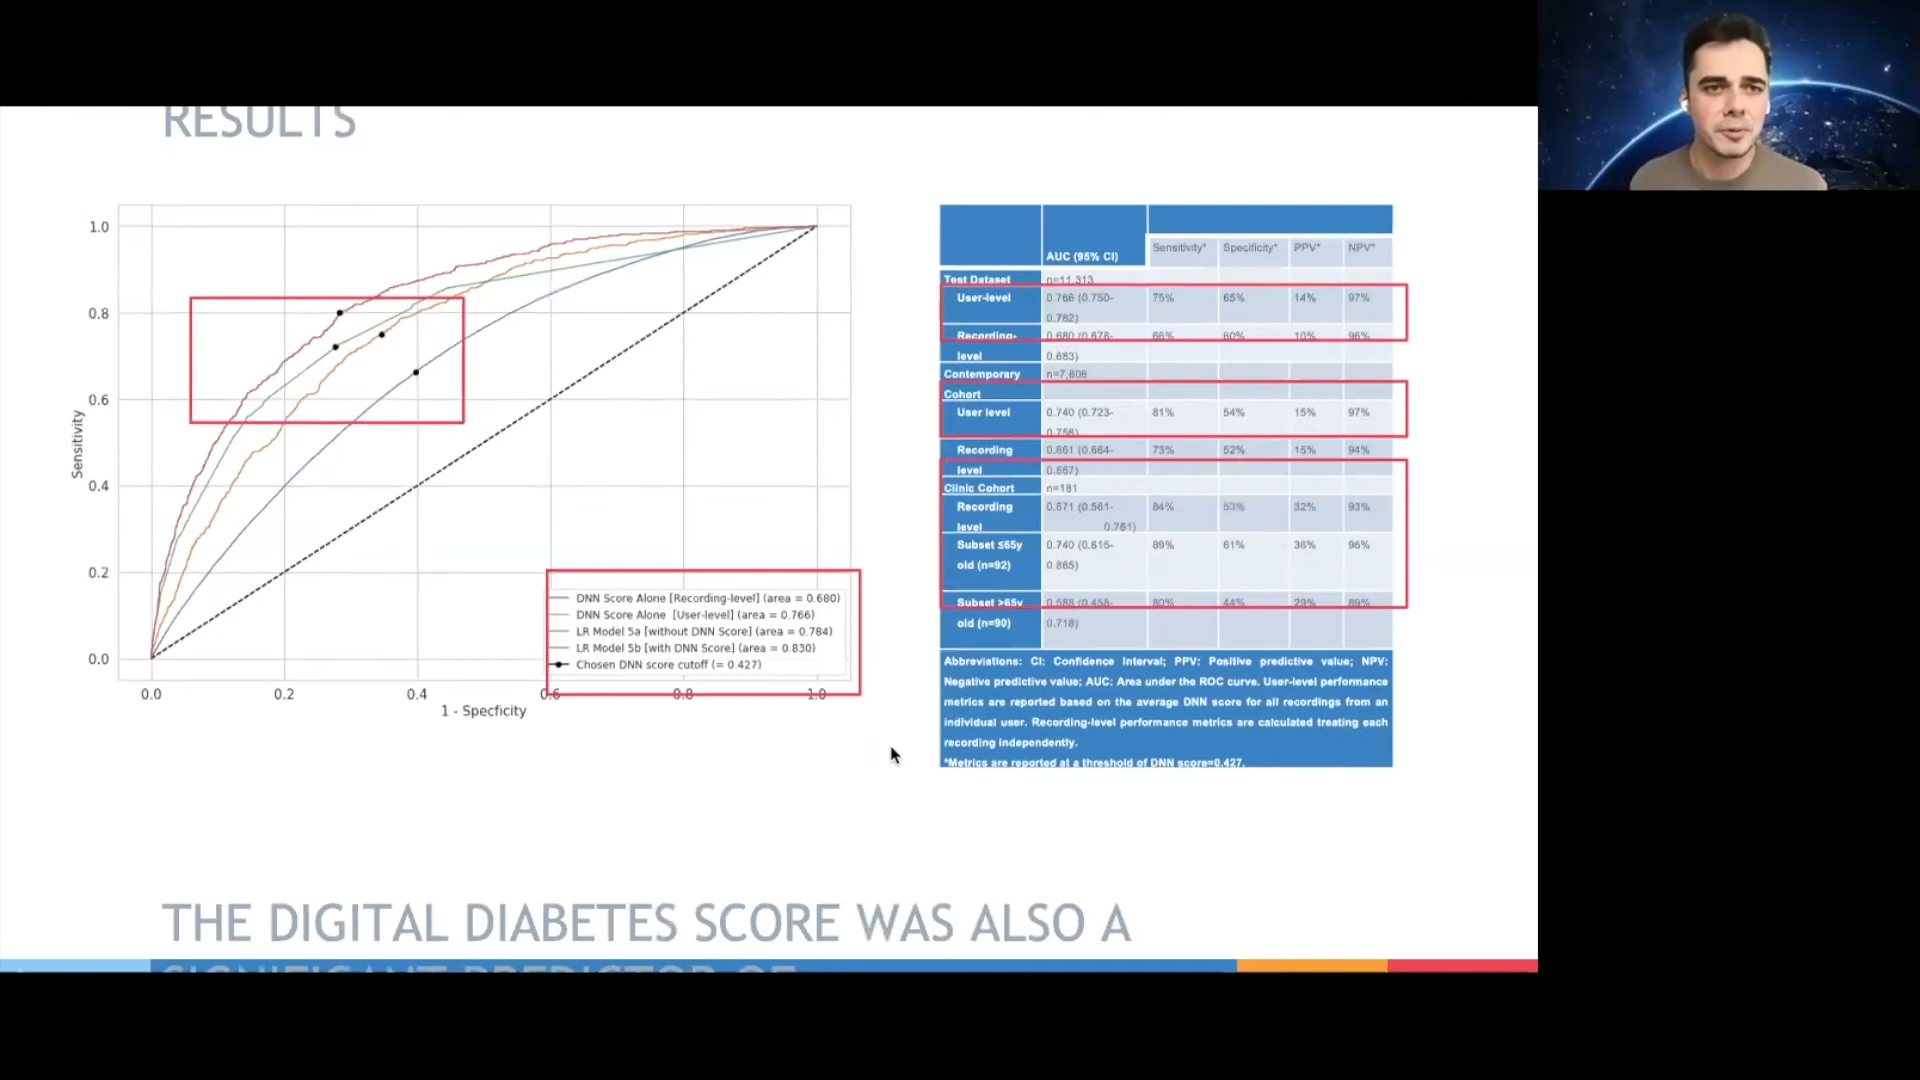 RESULTS
1.0
0.8
0.6
0.4
0.2
0.0
Sensitivity
0.0 0.2 0.4 0.6 0.8 1.0
1 - Specficity
DNN Score Alone [Recording-level] (area = 0.680)
DNN Score Alone [User-level] (area = 0.766)
LR Model 5a [without DNN Score] (area = 0.784)
LR Model 5b [with DNN Score] (area = 0.830)
Chosen DNN score cutoff (= 0.427)
AUC (95% CI) Sensitivity* Specificity* PPV* NPV*
Test Dataset n=11,313
User-level 0.766 (0.750- 75% 65% 14% 97%
0.782)
Recording- 0.680 (0.678- 66% 60% 10% 96%
level 0.683)
Contemporary n=7,806
Cohort
User level 0.740 (0.723- 81% 54% 15% 97%
0.758)
Recording 0.661 (0.664- 73% 52% 15% 94%
level 0.657)
Clinic Cohort n=181
Recording 0.671 (0.581- 84% 53% 32% 93%
level 0.761)
Subset ≤65y 0.740 (0.615- 89% 61% 36% 96%
old (n=92) 0.865)
Subset >65y 0.588 (0.458- 80% 44% 29% 89%
old (n=90) 0.718)
Abbreviations: CI: Confidence Interval; PPV: Positive predictive value; NPV:
Negative predictive value; AUC: Area under the ROC curve. User-level performance
metrics are reported based on the average DNN score for all recordings from an
individual user. Recording-level performance metrics are calculated treating each
recording independently.
*Metrics are reported at a threshold of DNN score=0.427.
THE DIGITAL DIABETES SCORE WAS ALSO A
SIGNIFICANT PREDICTOR OF